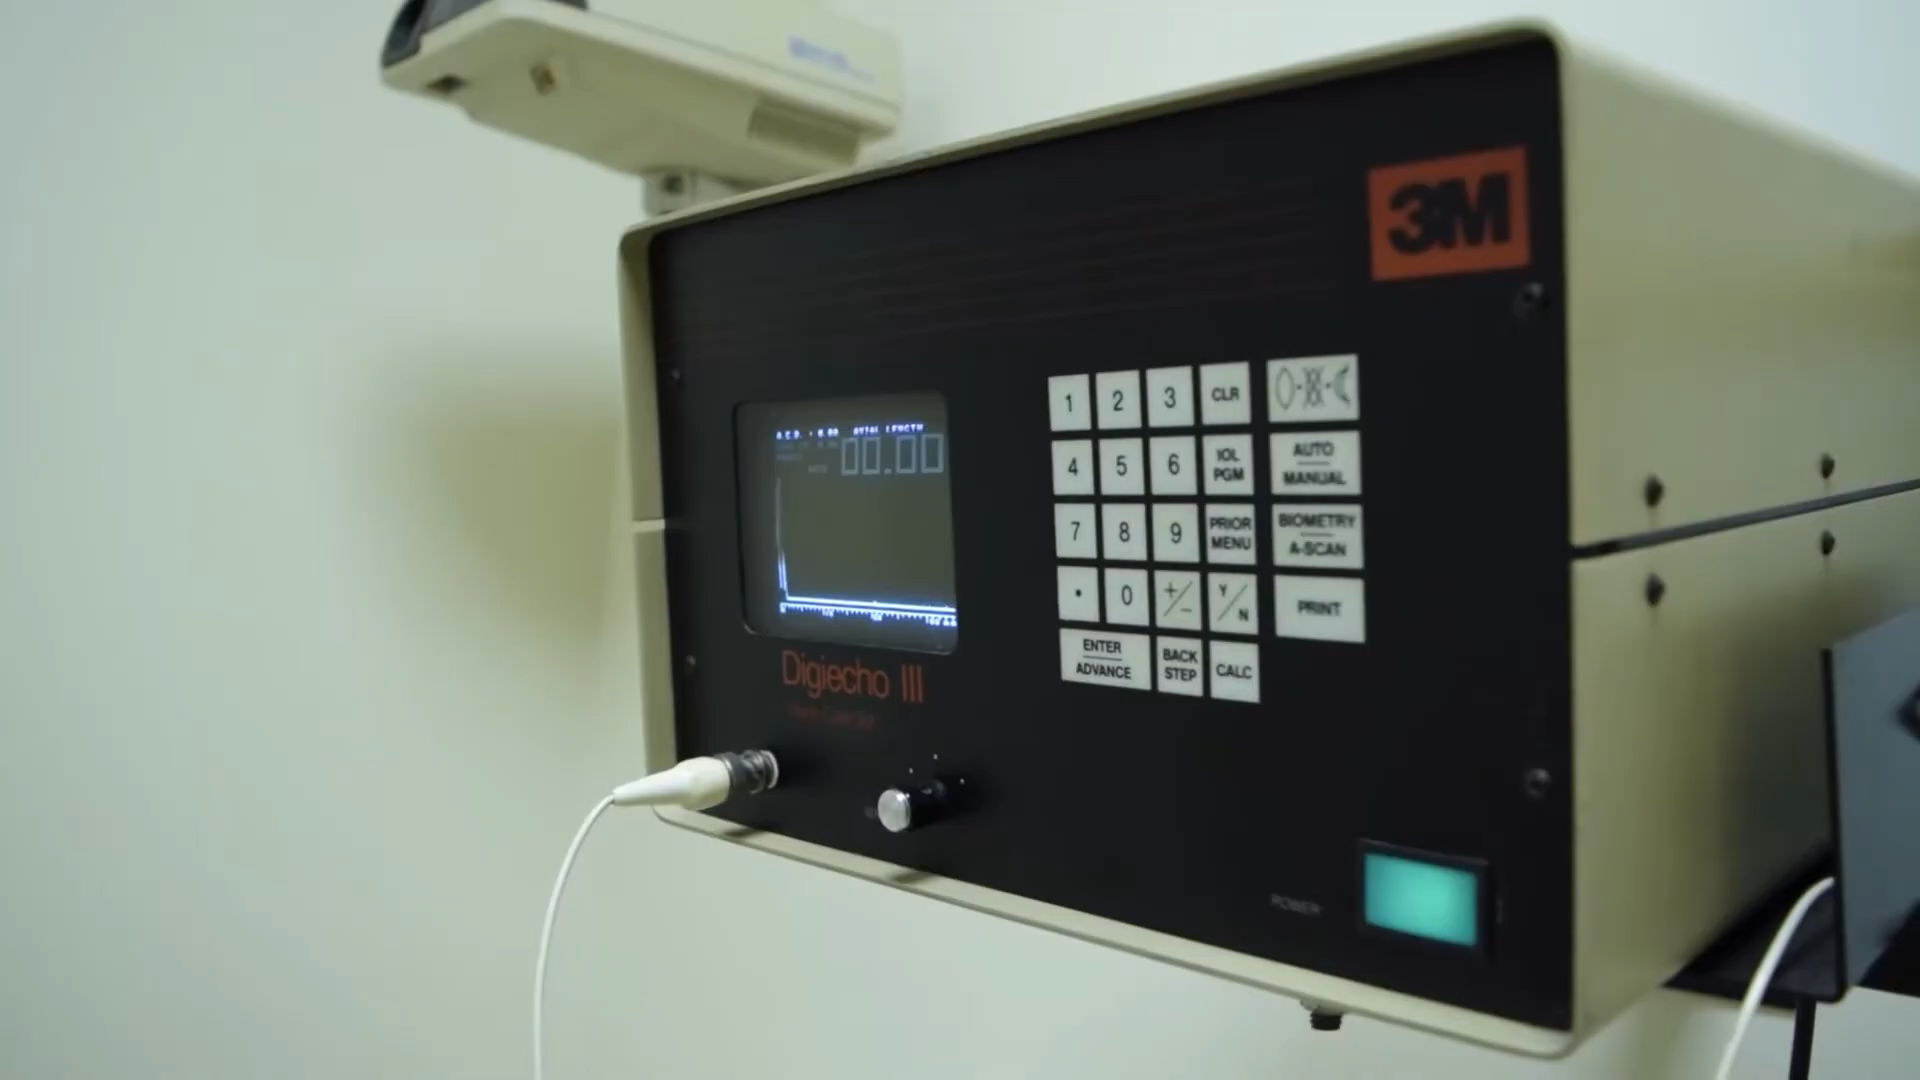 3M
AXIAL LENGTH
00.00
Digiecho III
1 2 3 CLR
4 5 6 IOL PGM
AUTO
MANUAL
7 8 9 PRIOR MENU
BIOMETRY
A-SCAN
. 0 +/- Y/N
PRINT
ENTER
ADVANCE
BACK STEP
CALC
POWER